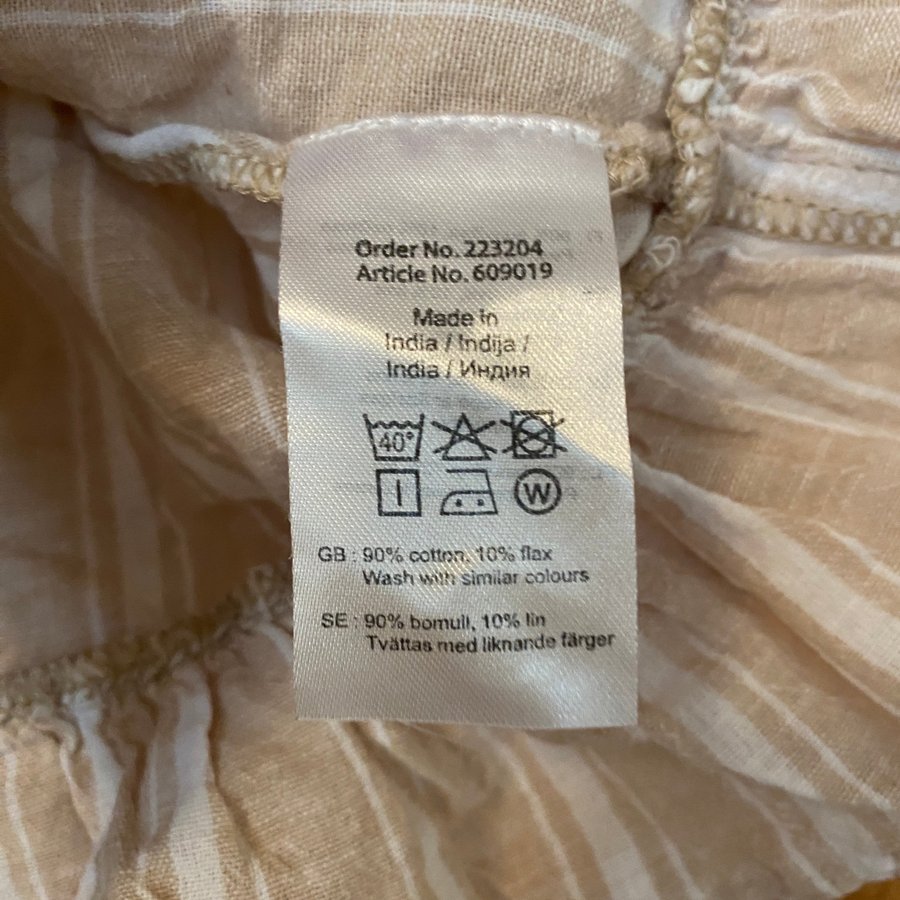 Order No. 223204
Article No. 609019
Made in
India / Indija /
India / Индия
40°
W
GB : 90% cotton, 10% flax
Wash with similar colours
SE : 90% bomull, 10% lin
Tvättas med liknande färger